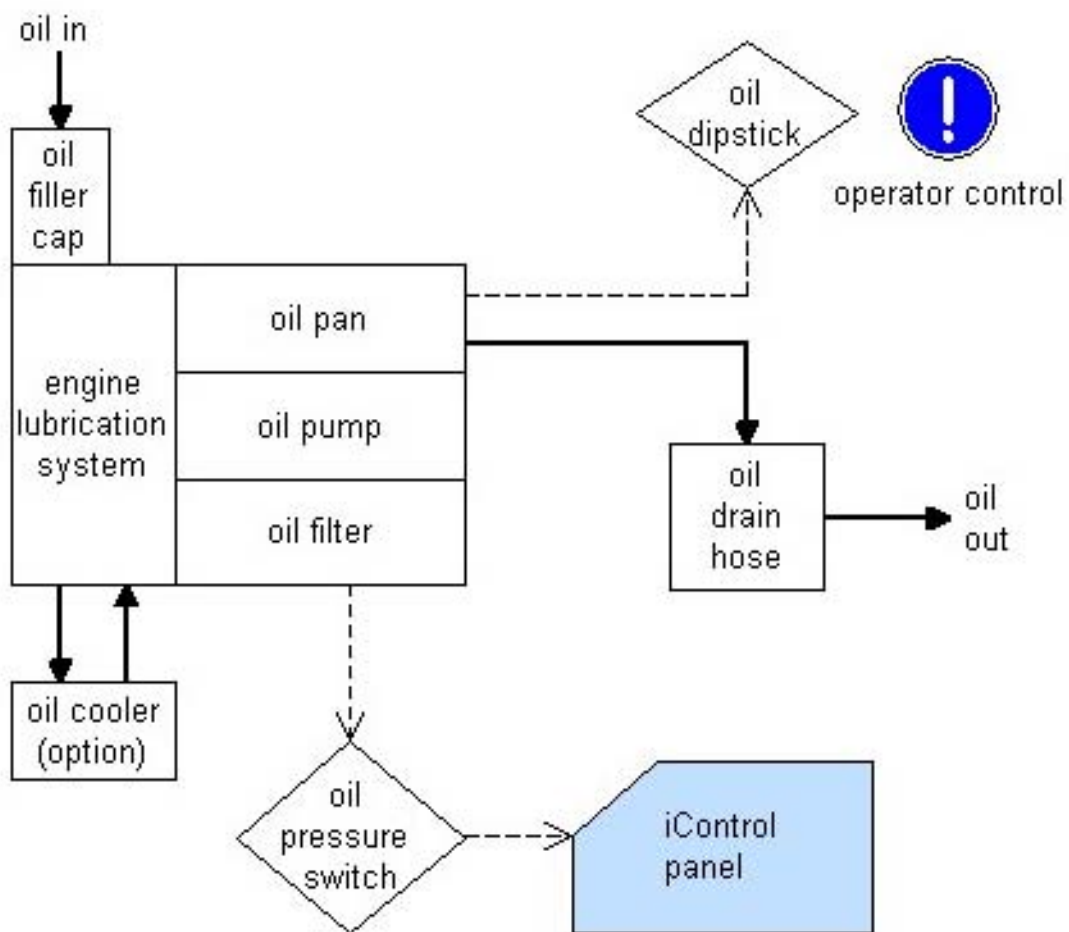 oil in
oil
filler
cap
oil
dipstick
operator control
engine
lubrication
system
oil pan
oil pump
oil filter
oil
drain
hose
oil
out
oil cooler
(option)
oil
pressure
switch
iControl
panel